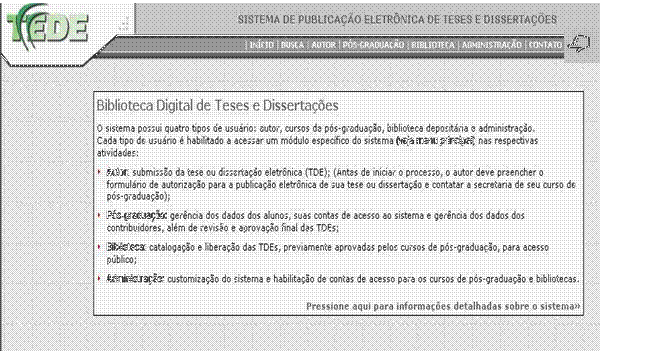 TEDE
SISTEMA DE PUBLICAÇÃO ELETRÔNICA DE TESES E DISSERTAÇÕES
| INÍCIO | BUSCA | AUTOR | PÓS-GRADUAÇÃO | BIBLIOTECA | ADMINISTRAÇÃO | CONTATO
Biblioteca Digital de Teses e Dissertações
O sistema possui quatro tipos de usuário: autor, cursos de pós-graduação, biblioteca depositária e administração.
Cada tipo de usuário é habilitado a acessar um módulo específico do sistema (veja menu principal) nas respectivas
atividades:
Autor: submissão da tese ou dissertação eletrônica (TDE); (Antes de iniciar o processo, o autor deve preencher o
formulário de autorização para a publicação eletrônica de sua tese ou dissertação e contatar a secretaria de seu curso de
pós-graduação);
Pós-graduação: gerência dos dados dos alunos, suas contas de acesso ao sistema e gerência dos dados dos
contribuidores, além de revisão e aprovação final das TDEs;
Biblioteca: catalogação e liberação das TDEs, previamente aprovadas pelos cursos de pós-graduação, para acesso
público;
Administração: customização do sistema e habilitação de contas de acesso para os cursos de pós-graduação e bibliotecas.
Pressione aqui para informações detalhadas sobre o sistema»